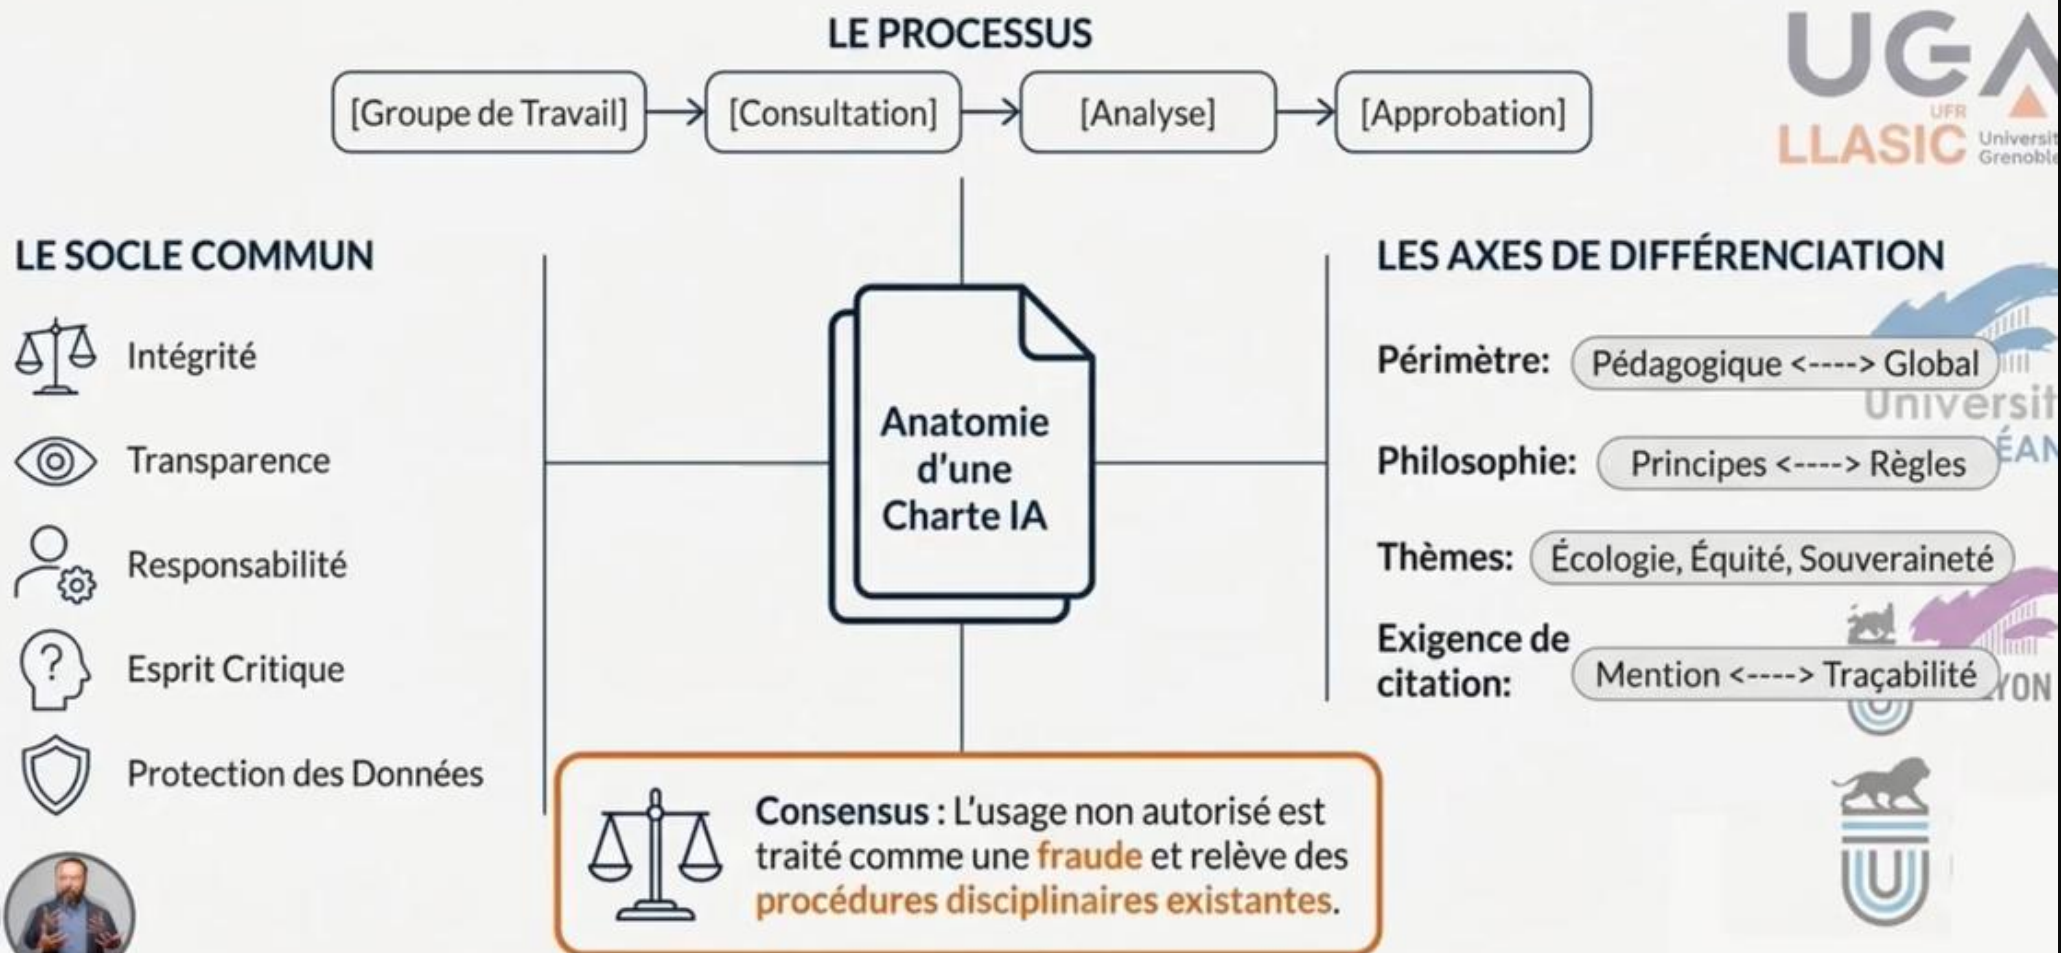 LE PROCESSUS
[Groupe de Travail]
[Consultation]
[Analyse]
[Approbation]
UGA
UFR
LLASIC
LE SOCLE COMMUN
Intégrité
Transparence
Responsabilité
Esprit Critique
Protection des Données
Anatomie
d'une
Charte IA
LES AXES DE DIFFÉRENCIATION
Périmètre: Pédagogique <----> Global
Philosophie: Principes <----> Règles
Thèmes: Écologie, Équité, Souveraineté
Exigence de
citation: Mention <----> Traçabilité
Consensus : L'usage non autorisé est
traité comme une fraude et relève des
procédures disciplinaires existantes.